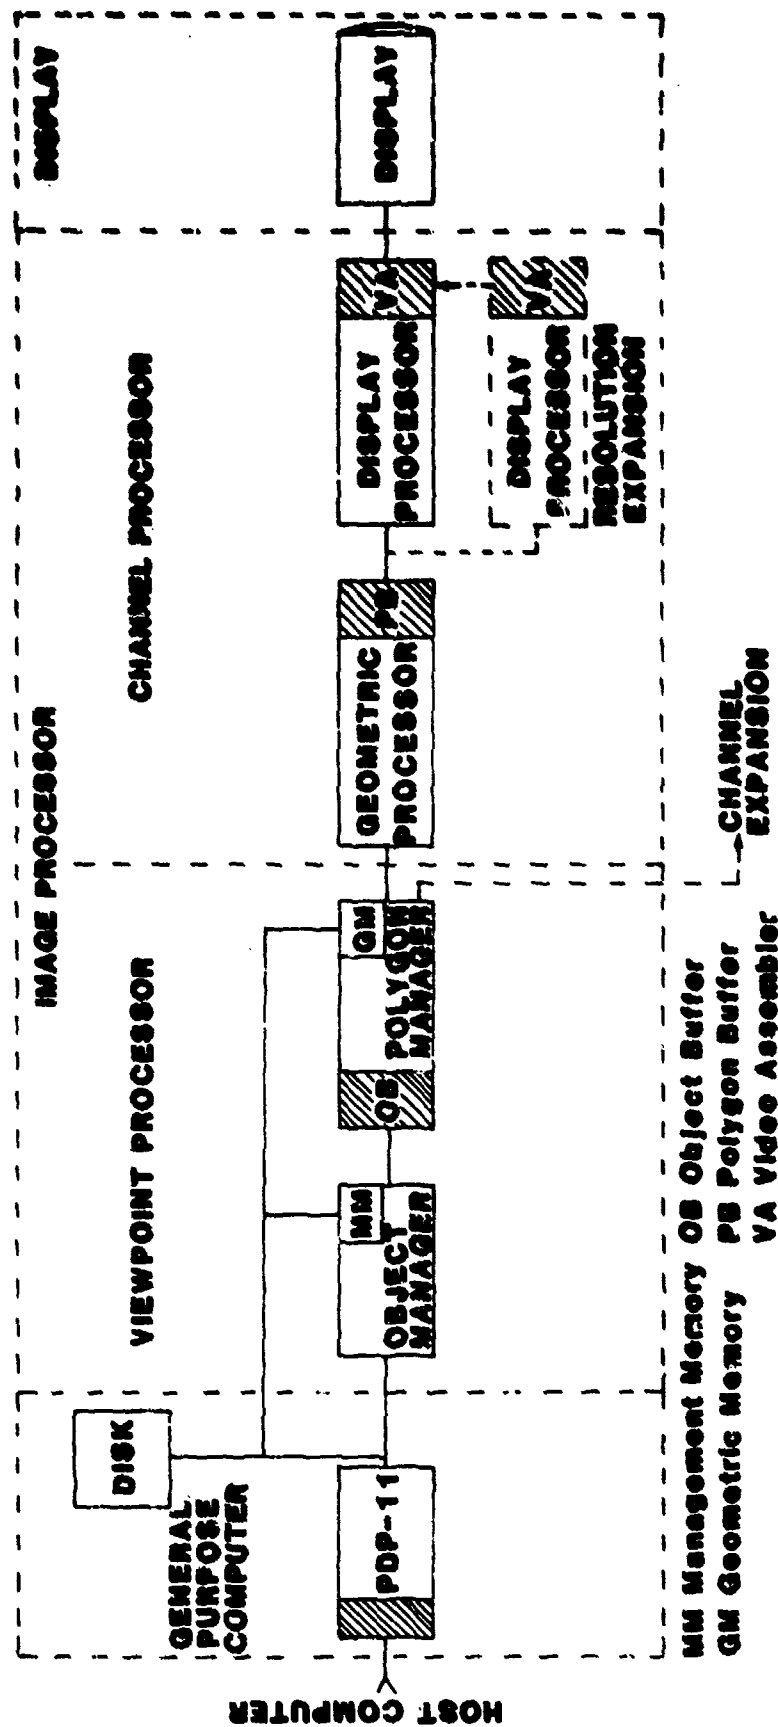 IMAGE PROCESSOR
DISPLAY
VIEWPOINT PROCESSOR
CHANNEL PROCESSOR
DISK
GENERAL
PURPOSE
COMPUTER
HOST COMPUTER
PDP-11
MM
OBJECT
MANAGER
OB
GM
POLYGON
MANAGER
GEOMETRIC
PROCESSOR
PB
DISPLAY
PROCESSOR
VA
DISPLAY
DISPLAY
PROCESSOR
VA
RESOLUTION
EXPANSION
CHANNEL
EXPANSION
MM Management Memory
GM Geometric Memory
OB Object Buffer
PB Polygon Buffer
VA Video Assembler